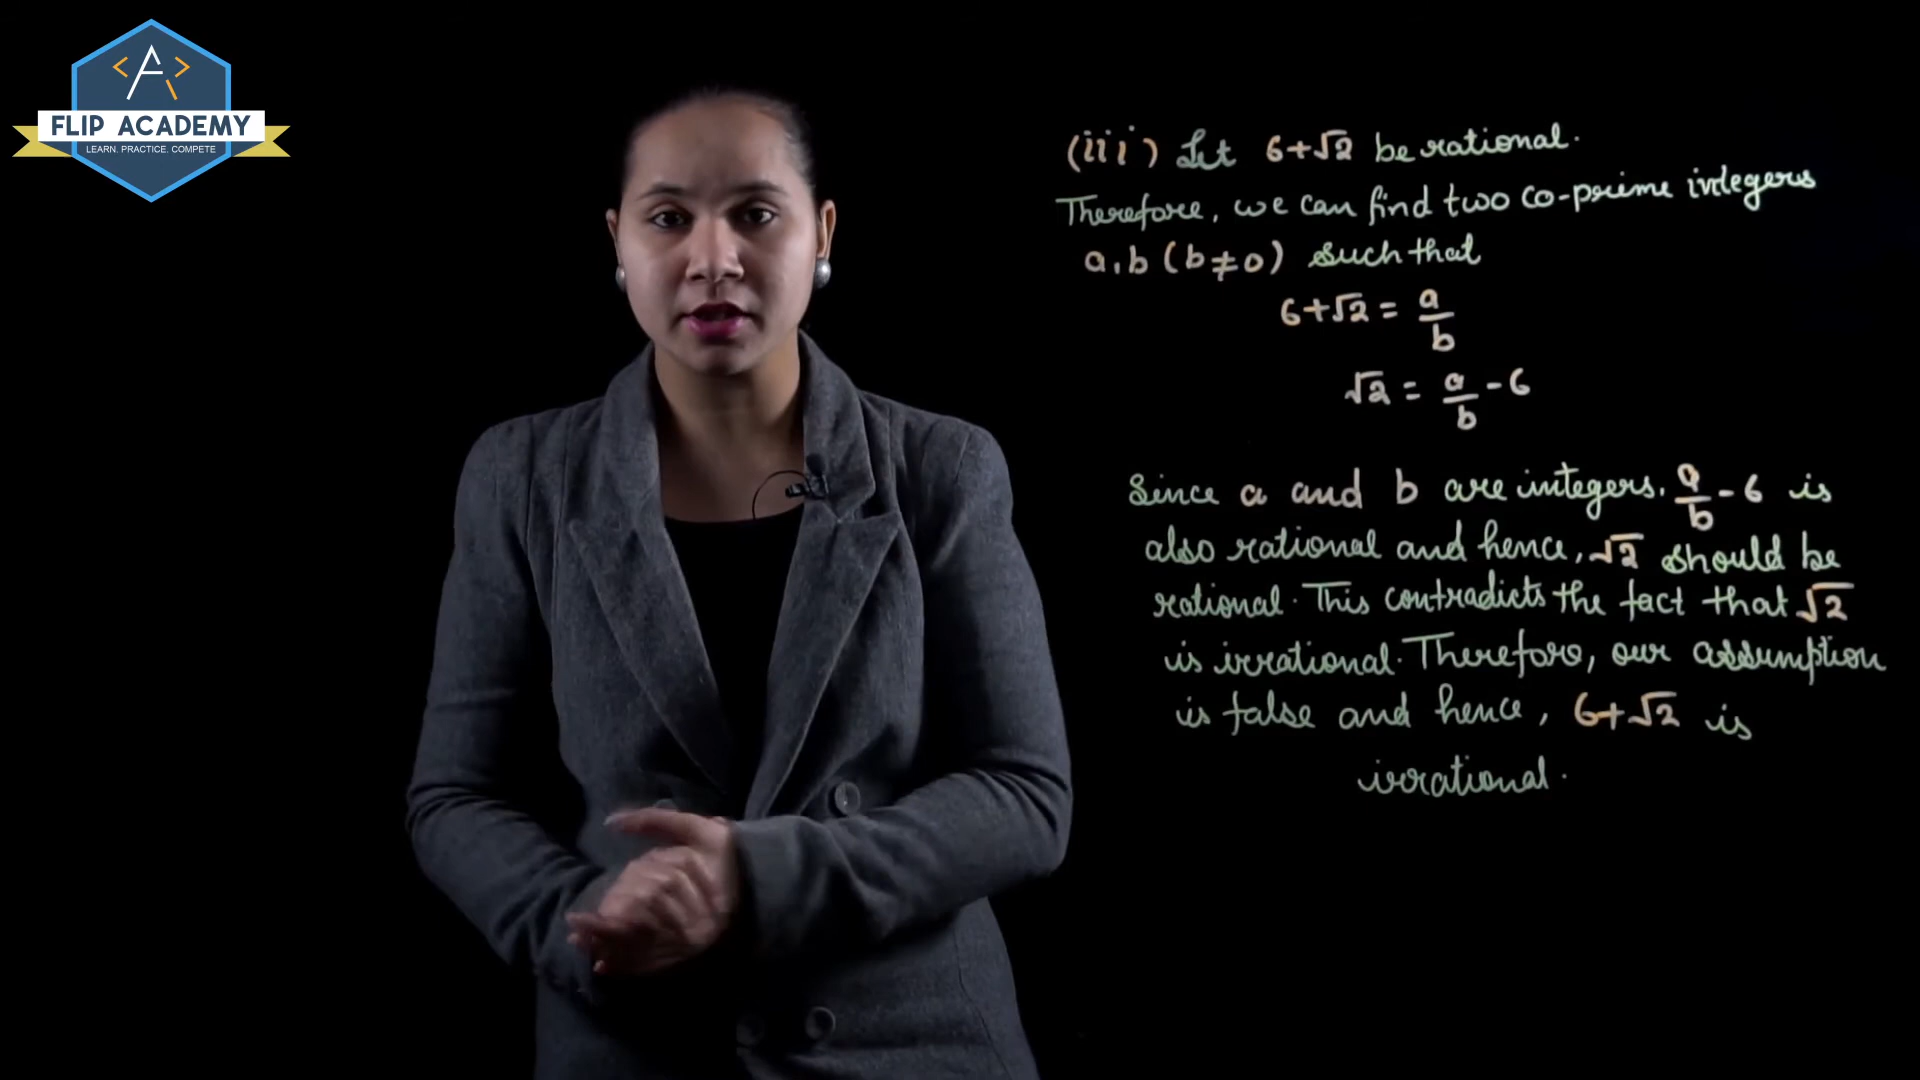 FLIP ACADEMY
LEARN. PRACTICE. COMPETE
(iii) Let 6+√2 be rational.
Therefore, we can find two co-prime integers
a, b (b≠0) such that
6+√2 = a/b
√2 = a/b - 6
Since a and b are integers, a/b - 6 is
also rational and hence, √2 should be
rational. This contradicts the fact that √2
is irrational. Therefore, our assumption
is false and hence, 6+√2 is
irrational.